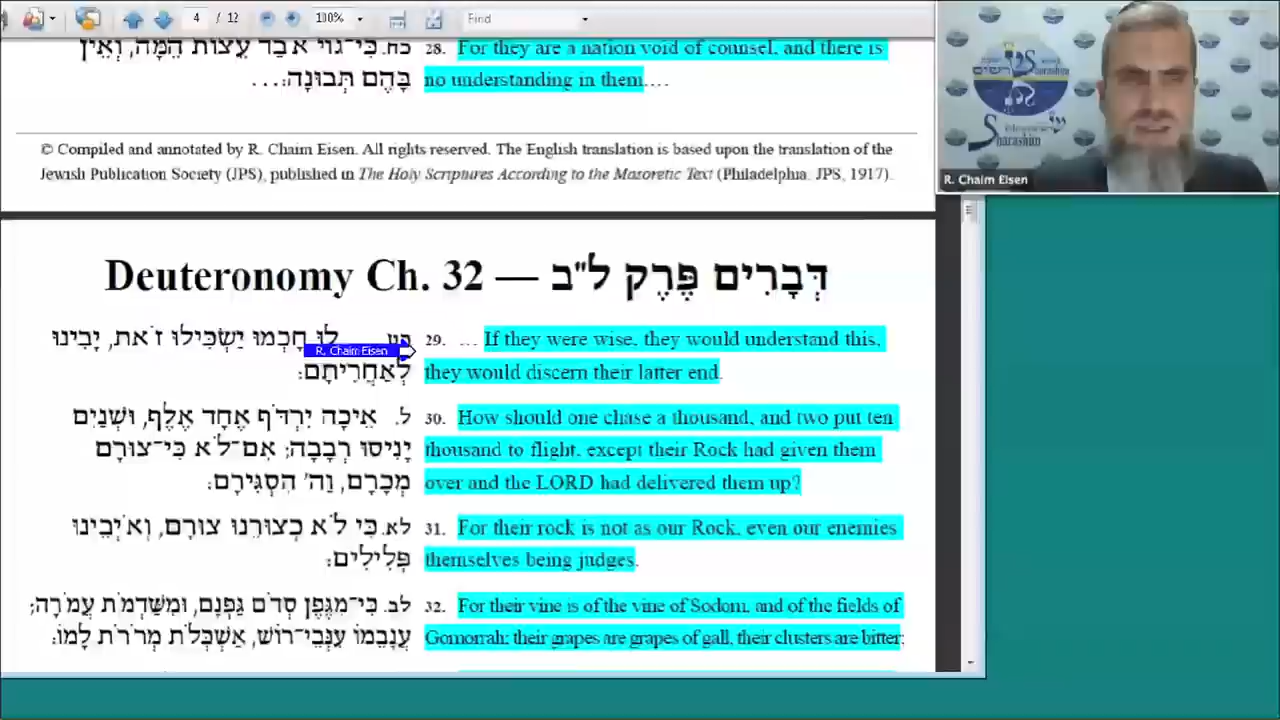 4 / 12
100%
Find
כח. כִּי־גוֹי אֹבַד עֵצוֹת הֵמָּה, וְאֵין
בָּהֶם תְּבוּנָה:...
28. For they are a nation void of counsel, and there is
no understanding in them....
© Compiled and annotated by R. Chaim Eisen. All rights reserved. The English translation is based upon the translation of the
Jewish Publication Society (JPS), published in The Holy Scriptures According to the Masoretic Text (Philadelphia: JPS, 1917).
Deuteronomy Ch. 32 — דְּבָרִים פֶּרֶק ל"ב
לוּ חָכְמוּ יַשְׂכִּילוּ זֹאת, יָבִינוּ
לְאַחֲרִיתָם:
29. ... If they were wise, they would understand this,
they would discern their latter end.
ל. אֵיכָה יִרְדֹּף אֶחָד אֶלֶף, וּשְׁנַיִם
יָנִיסוּ רְבָבָה; אִם־לֹא כִּי־צוּרָם
מְכָרָם, וַה' הִסְגִּירָם:
30. How should one chase a thousand, and two put ten
thousand to flight, except their Rock had given them
over and the LORD had delivered them up?
לא. כִּי לֹא כְצוּרֵנוּ צוּרָם, וְאֹיְבֵינוּ
פְּלִילִים:
31. For their rock is not as our Rock, even our enemies
themselves being judges.
לב. כִּי־מִגֶּפֶן סְדֹם גַּפְנָם, וּמִשַּׁדְמֹת עֲמֹרָה;
עֲנָבֵמוֹ עִנְּבֵי־רוֹשׁ, אַשְׁכְּלֹת מְרֹרֹת לָמוֹ:
32. For their vine is of the vine of Sodom, and of the fields of
Gomorrah; their grapes are grapes of gall, their clusters are bitter;
R. Chaim Eisen
R. Chaim Eisen